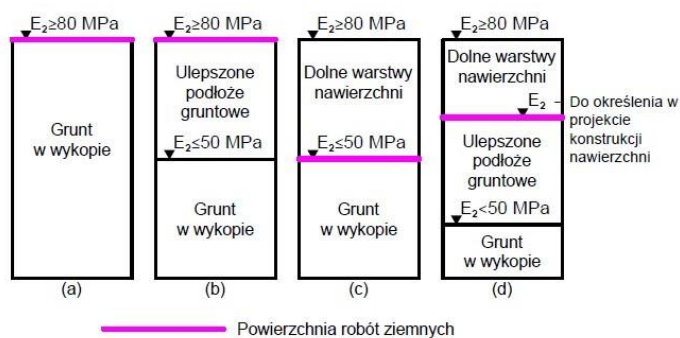 E₂≥80 MPa
Grunt
w wykopie
(a)
E₂≥80 MPa
Ulepszone
podłoże
gruntowe
E₂≤50 MPa
Grunt
w wykopie
(b)
E₂≥80 MPa
Dolne warstwy
nawierzchni
E₂≤50 MPa
Grunt
w wykopie
(c)
E₂≥80 MPa
Dolne warstwy
nawierzchni
E₂ – Do określenia w
projekcie
konstrukcji
nawierzchni
Ulepszone
podłoże
gruntowe
E₂<50 MPa
Grunt
w wykopie
(d)
Powierzchnia robót ziemnych